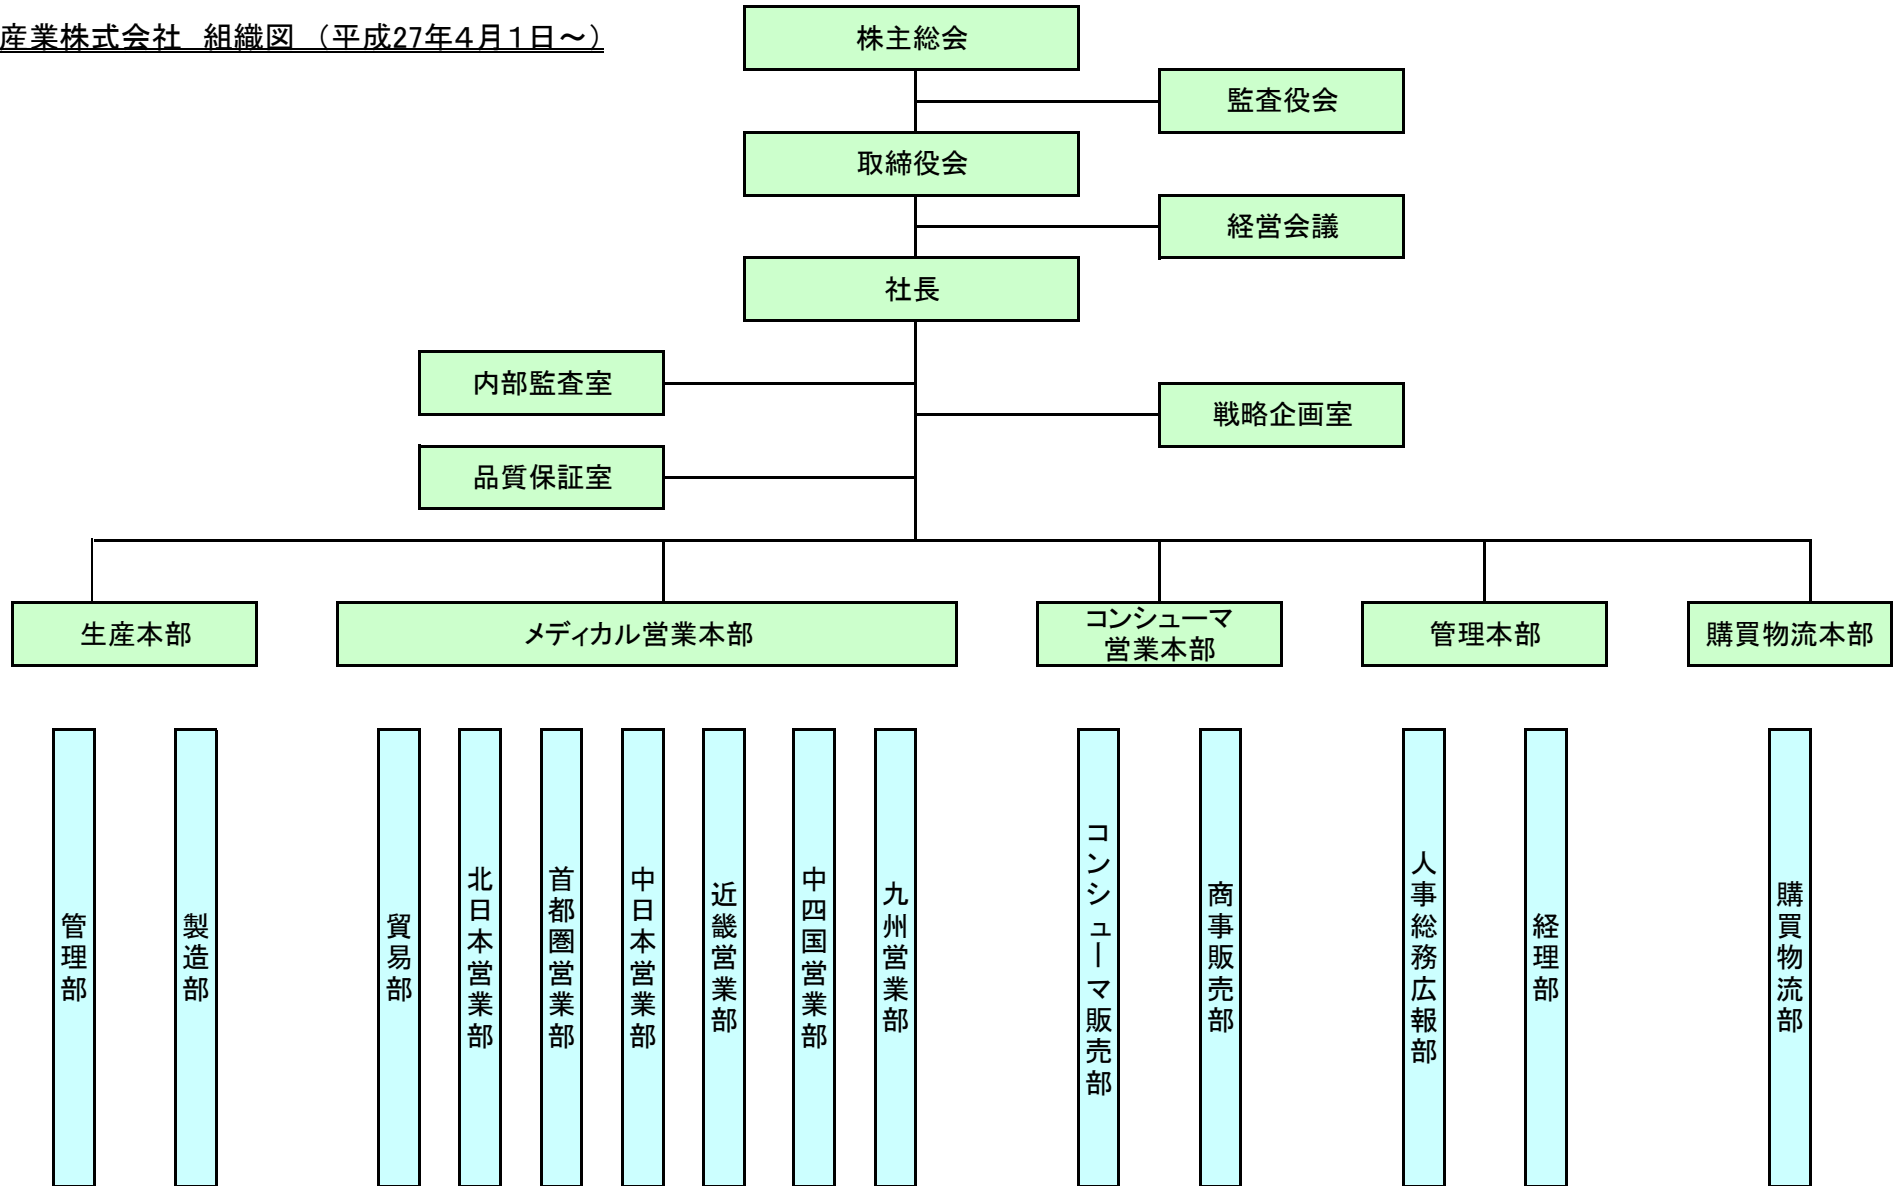 産業株式会社　組織図　（平成27年４月１日～）
株主総会
監査役会
取締役会
経営会議
社長
内部監査室
戦略企画室
品質保証室
生産本部
メディカル営業本部
コンシューマ
営業本部
管理本部
購買物流本部
管理部
製造部
貿易部
北日本営業部
首都圏営業部
中日本営業部
近畿営業部
中四国営業部
九州営業部
コンシューマ販売部
商事販売部
人事総務広報部
経理部
購買物流部